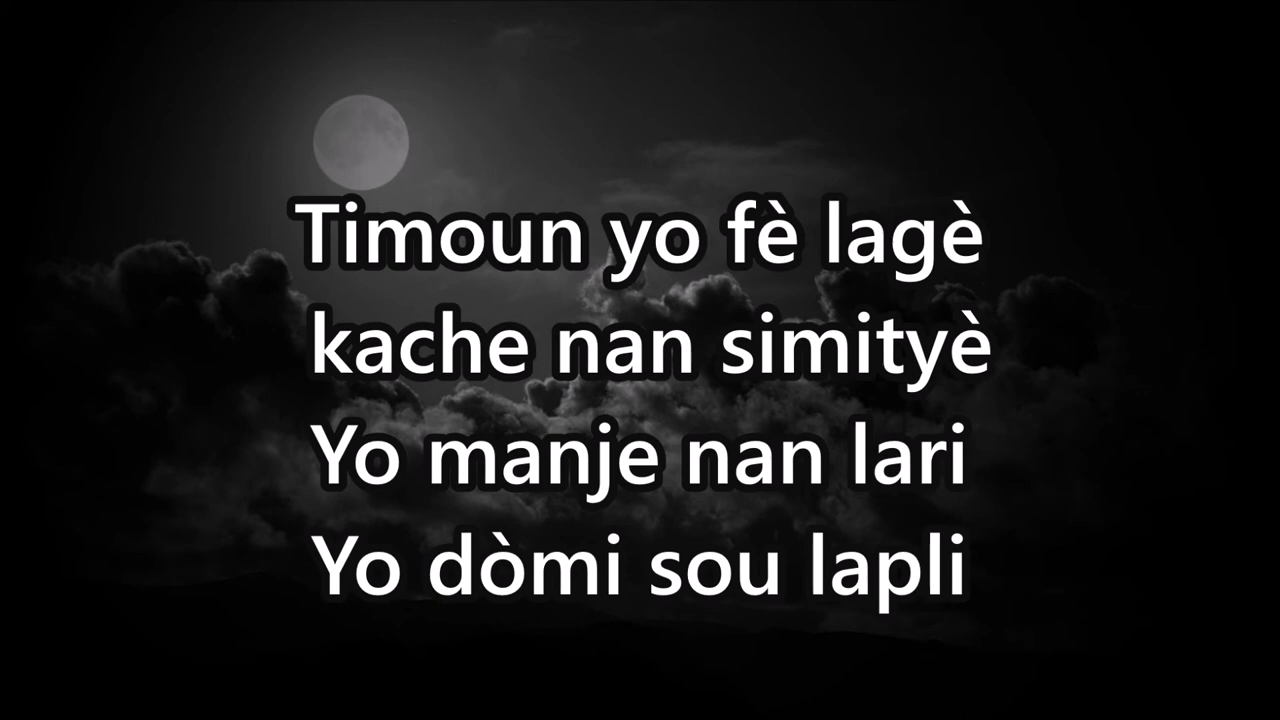 Timoun yo fè lagè
kache nan simityè
Yo manje nan lari
Yo dòmi sou lapli